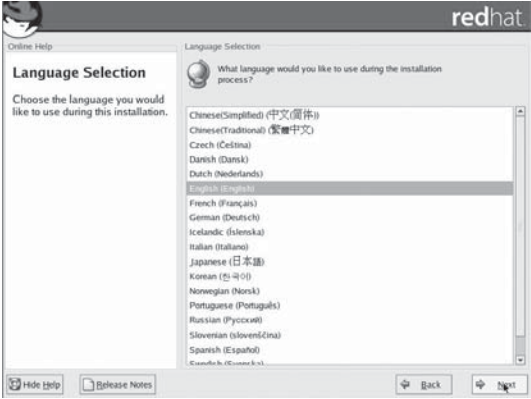 redhat
Online Help
Language Selection
Choose the language you would
like to use during this installation.
Language Selection
What language would you like to use during the installation
process?
Chinese(Simplified) (中文(简体))
Chinese(Traditional) (繁體中文)
Czech (Čeština)
Danish (Dansk)
Dutch (Nederlands)
English (English)
French (Français)
German (Deutsch)
Icelandic (Íslenska)
Italian (Italiano)
Japanese (日本語)
Korean (한국어)
Norwegian (Norsk)
Portuguese (Português)
Russian (Русский)
Slovenian (slovenščina)
Spanish (Español)
Swedish (Svenska)
Hide Help
Release Notes
Back
Next